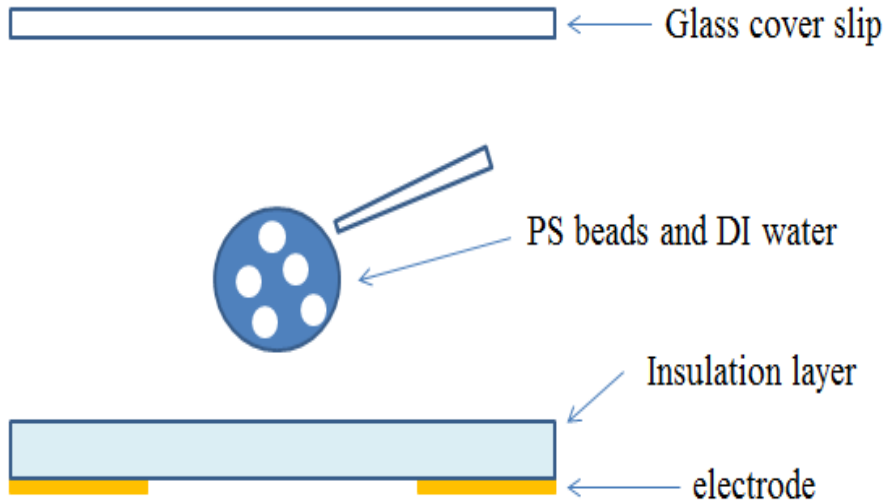 Glass cover slip
PS beads and DI water
Insulation layer
electrode